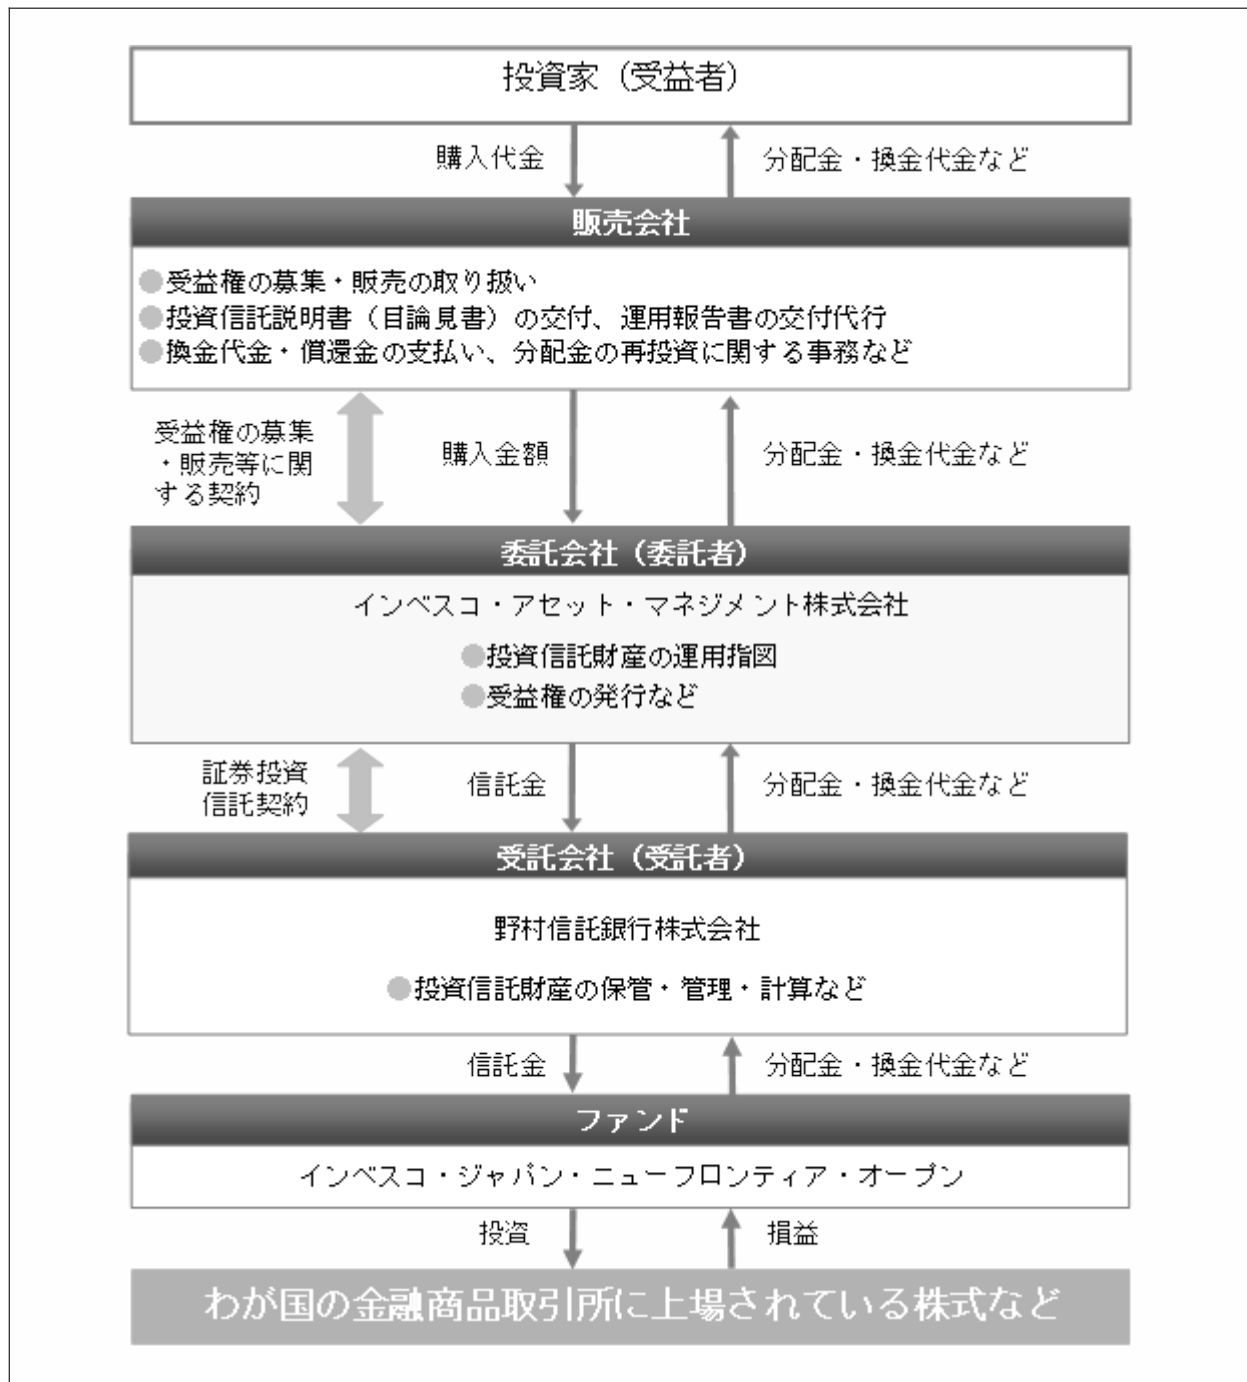 投資家（受益者）
購入代金
分配金・換金代金など
販売会社
●受益権の募集・販売の取り扱い
●投資信託説明書（目論見書）の交付、運用報告書の交付代行
●換金代金・償還金の支払い、分配金の再投資に関する事務など
受益権の募集
・販売等に関
する契約
購入金額
分配金・換金代金など
委託会社（委託者）
インベスコ・アセット・マネジメント株式会社
●投資信託財産の運用指図
●受益権の発行など
証券投資
信託契約
信託金
分配金・換金代金など
受託会社（受託者）
野村信託銀行株式会社
●投資信託財産の保管・管理・計算など
信託金
分配金・換金代金など
ファンド
インベスコ・ジャパン・ニューフロンティア・オープン
投資
損益
わが国の金融商品取引所に上場されている株式など